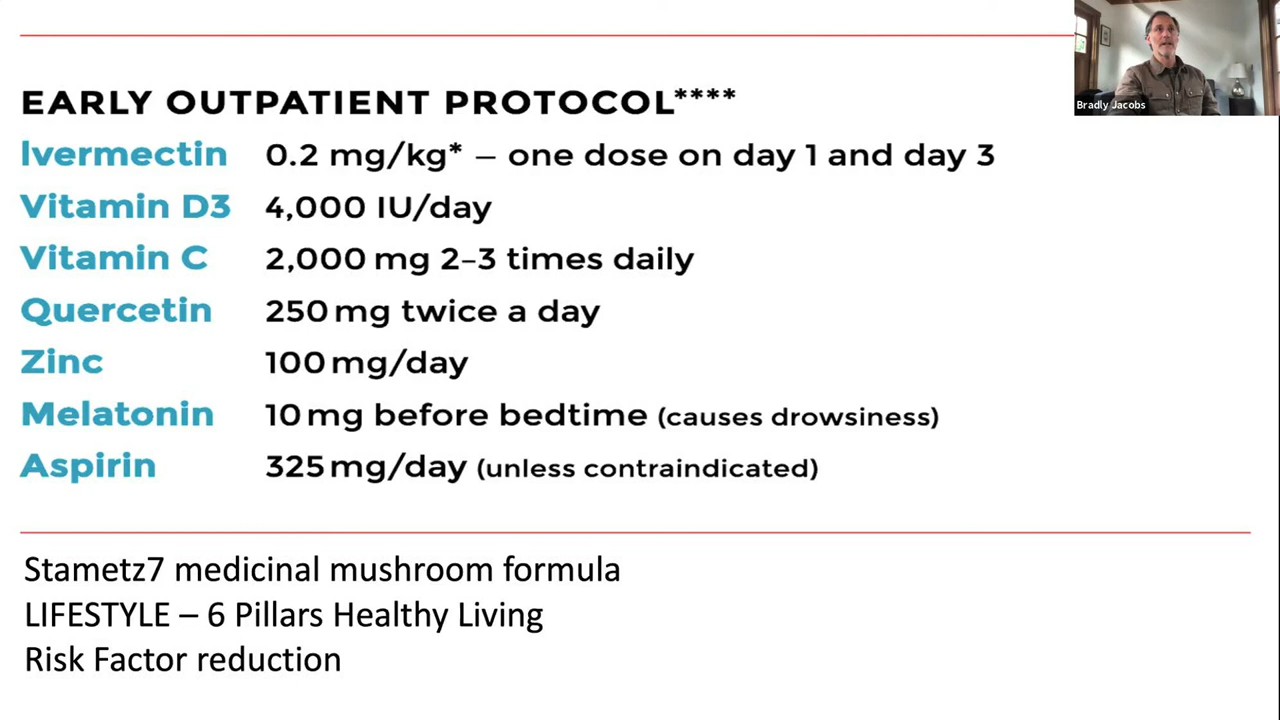 EARLY OUTPATIENT PROTOCOL****
Ivermectin 0.2 mg/kg* – one dose on day 1 and day 3
Vitamin D3 4,000 IU/day
Vitamin C 2,000 mg 2–3 times daily
Quercetin 250 mg twice a day
Zinc 100 mg/day
Melatonin 10 mg before bedtime (causes drowsiness)
Aspirin 325 mg/day (unless contraindicated)
Stametz7 medicinal mushroom formula
LIFESTYLE – 6 Pillars Healthy Living
Risk Factor reduction
Bradly Jacobs